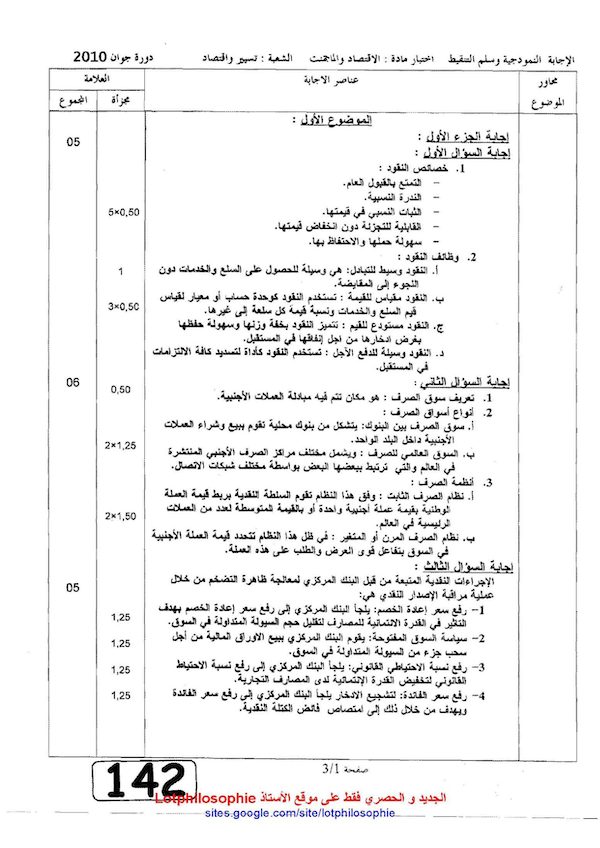 الإجابة النموذجية وسلم التنقيط اختبار مادة : الاقتصاد والماجمنت الشعبة : تسيير واقتصاد دورة جوان 2010
محاور الموضوع
عناصر الاجابة
العلامة
مجزأة المجموع
الموضوع الأول :
إجابة الجزء الأول : 05
إجابة السؤال الأول :
1. خصائص النقود :
– التمتع بالقبول العام.
– الندرة النسبية.
– الثبات النسبي في قيمتها. 5×0,50
– القابلية للتجزئة دون انخفاض قيمتها.
– سهولة حملها والاحتفاظ بها.
2. وظائف النقود :
أ. النقود وسيط للتبادل: هي وسيلة للحصول على السلع والخدمات دون 1
اللجوء إلى المقايضة.
ب. النقود مقياس للقيمة : تستخدم النقود كوحدة حساب أو معيار لقياس
قيم السلع والخدمات ونسبة قيمة كل سلعة إلى غيرها. 3×0,50
ج. النقود مستودع للقيم : تتميز النقود بخفة وزنها وسهولة حفظها
بغرض ادخارها من أجل إنفاقها في المستقبل.
د. النقود وسيلة للدفع الآجل : تستخدم النقود كأداة لتسديد كافة الالتزامات
في المستقبل.
إجابة السؤال الثاني : 06
1. تعريف سوق الصرف : هو مكان تتم فيه مبادلة العملات الأجنبية. 0,50
2. أنواع أسواق الصرف :
أ. سوق الصرف بين البنوك: يتشكل من بنوك محلية تقوم ببيع وشراء العملات
الأجنبية داخل البلد الواحد. 2×1,25
ب. السوق العالمي للصرف : ويشمل مختلف مراكز الصرف الأجنبي المنتشرة
في العالم والتي ترتبط ببعضها البعض بواسطة مختلف شبكات الاتصال.
3. أنظمة الصرف :
أ. نظام الصرف الثابت : وفق هذا النظام تقوم السلطة النقدية بربط قيمة العملة
الوطنية بقيمة عملة أجنبية واحدة أو بالقيمة المتوسطة لعدد من العملات 2×1,50
الرئيسية في العالم.
ب. نظام الصرف المرن أو المتغير : في ظل هذا النظام تتحدد قيمة العملة الأجنبية
في السوق بتفاعل قوى العرض والطلب على هذه العملة.
إجابة السؤال الثالث :
الإجراءات النقدية المتبعة من قبل البنك المركزي لمعالجة ظاهرة التضخم من خلال 05
عملية مراقبة الإصدار النقدي هي:
1– رفع سعر إعادة الخصم: يلجأ البنك المركزي إلى رفع سعر إعادة الخصم بهدف
التأثير في القدرة الائتمانية للمصارف لتقليل حجم السيولة المتداولة في السوق. 1,25
2– سياسة السوق المفتوحة: يقوم البنك المركزي ببيع الاوراق المالية من أجل 1,25
سحب جزء من السيولة المتداولة في السوق.
3– رفع نسبة الاحتياطي القانوني: يلجأ البنك المركزي إلى رفع نسبة الاحتياط 1,25
القانوني لتخفيض القدرة الإئتمانية لدى المصارف التجارية.
4– رفع سعر الفائدة: لتشجيع الادخار يلجأ البنك المركزي إلى رفع سعر الفائدة 1,25
ويهدف من خلال ذلك إلى امتصاص فائض الكتلة النقدية.
صفحة 3/1
142
الجديد و الحصري فقط على موقع الأستاذ Lotphilosophie
sites.google.com/site/lotphilosophie